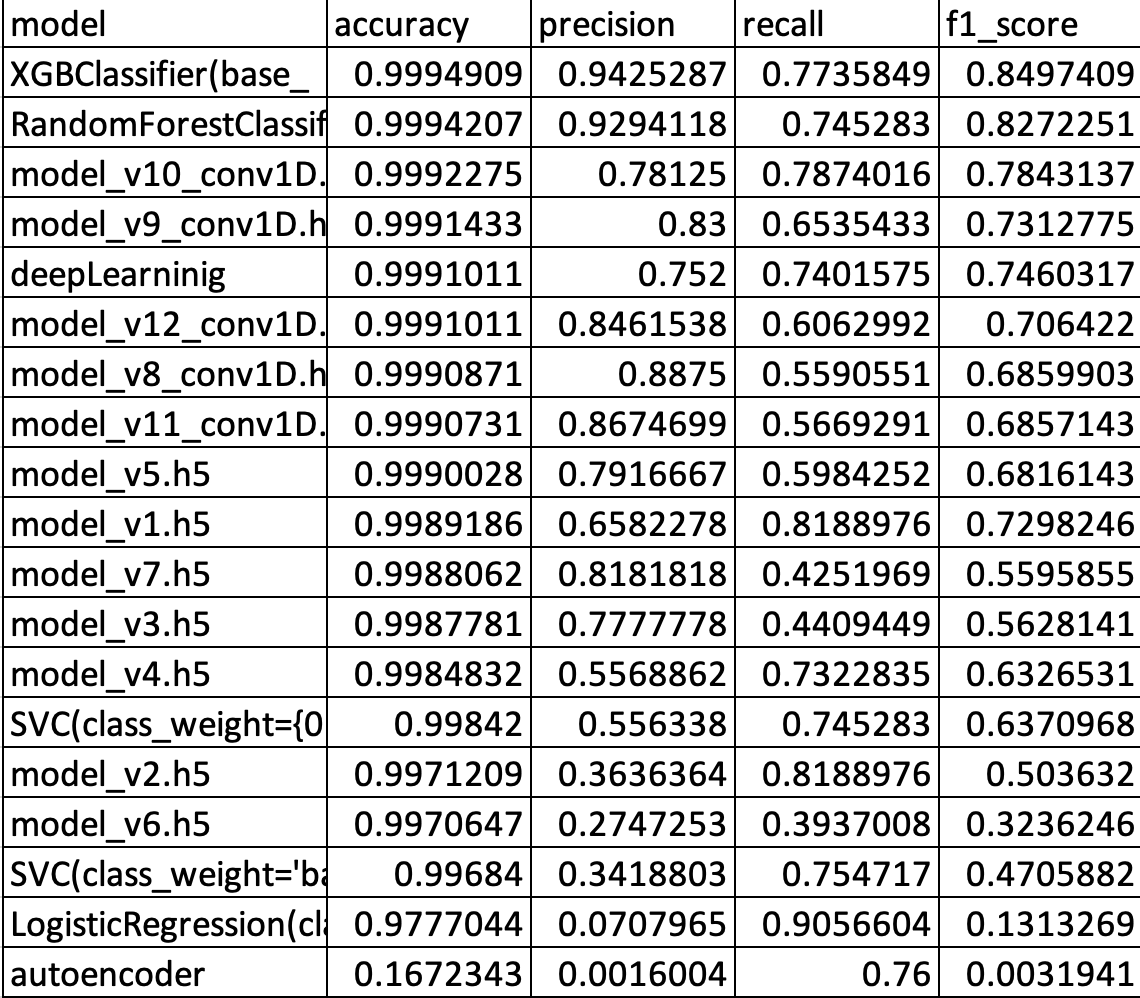 model accuracy precision recall f1_score
XGBClassifier(base_ 0.9994909 0.9425287 0.7735849 0.8497409
RandomForestClassif 0.9994207 0.9294118 0.745283 0.8272251
model_v10_conv1D. 0.9992275 0.78125 0.7874016 0.7843137
model_v9_conv1D.h 0.9991433 0.83 0.6535433 0.7312775
deepLearninig 0.9991011 0.752 0.7401575 0.7460317
model_v12_conv1D. 0.9991011 0.8461538 0.6062992 0.706422
model_v8_conv1D.h 0.9990871 0.8875 0.5590551 0.6859903
model_v11_conv1D. 0.9990731 0.8674699 0.5669291 0.6857143
model_v5.h5 0.9990028 0.7916667 0.5984252 0.6816143
model_v1.h5 0.9989186 0.6582278 0.8188976 0.7298246
model_v7.h5 0.9988062 0.8181818 0.4251969 0.5595855
model_v3.h5 0.9987781 0.7777778 0.4409449 0.5628141
model_v4.h5 0.9984832 0.5568862 0.7322835 0.6326531
SVC(class_weight={0 0.99842 0.556338 0.745283 0.6370968
model_v2.h5 0.9971209 0.3636364 0.8188976 0.503632
model_v6.h5 0.9970647 0.2747253 0.3937008 0.3236246
SVC(class_weight='ba 0.99684 0.3418803 0.754717 0.4705882
LogisticRegression(cla 0.9777044 0.0707965 0.9056604 0.1313269
autoencoder 0.1672343 0.0016004 0.76 0.0031941